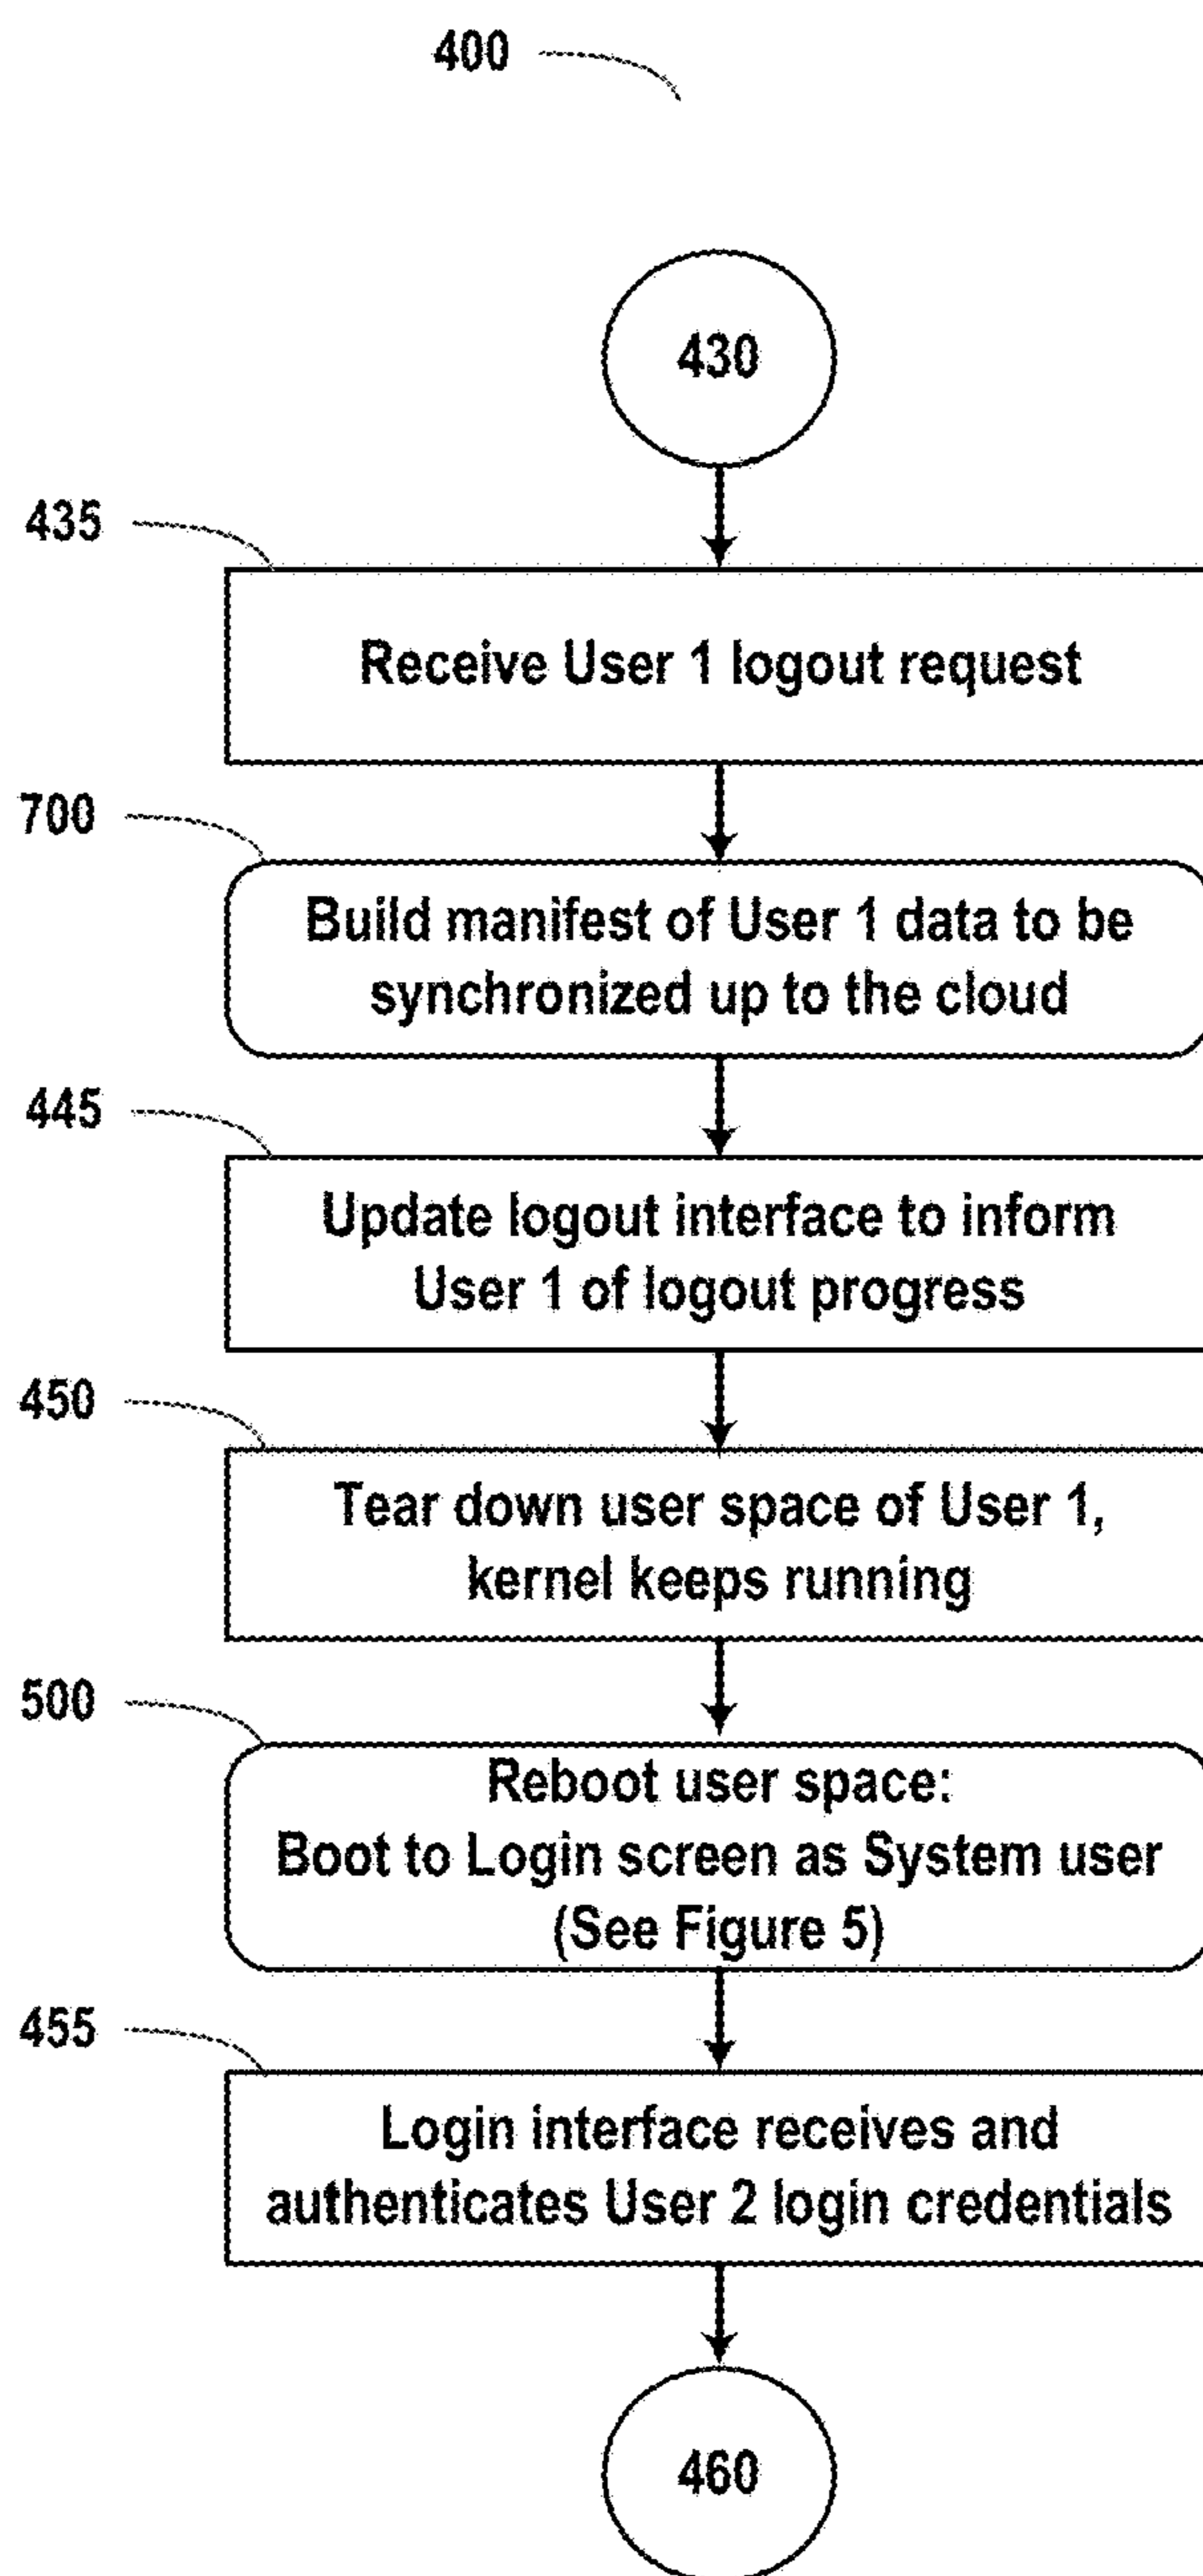 400
430
435
Receive User 1 logout request
700
Build manifest of User 1 data to be
synchronized up to the cloud
445
Update logout interface to inform
User 1 of logout progress
450
Tear down user space of User 1,
kernel keeps running
500
Reboot user space:
Boot to Login screen as System user
(See Figure 5)
455
Login interface receives and
authenticates User 2 login credentials
460